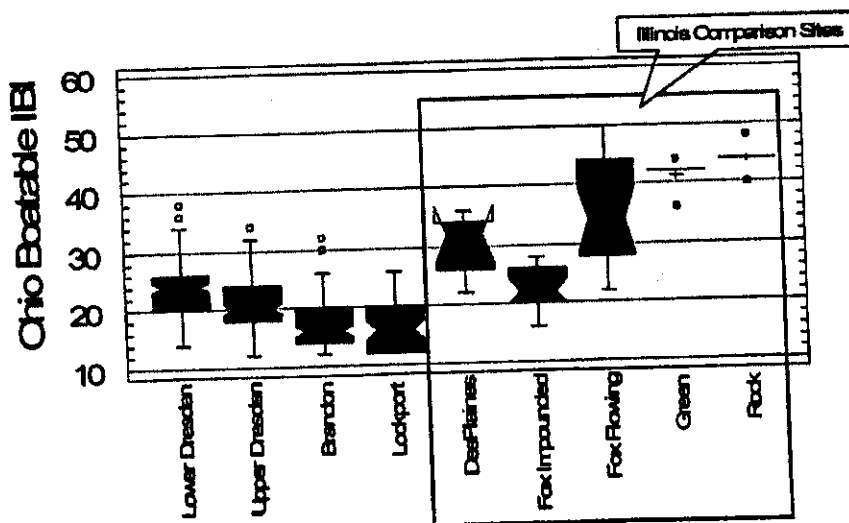 Illinois Comparison Sites
Ohio Boatable IBI
60
50
40
30
20
10
Lower Dresden
Upper Dresden
Brandon
Lockport
DesPlaines
Fox Impounded
Fox Flowing
Green
Rock